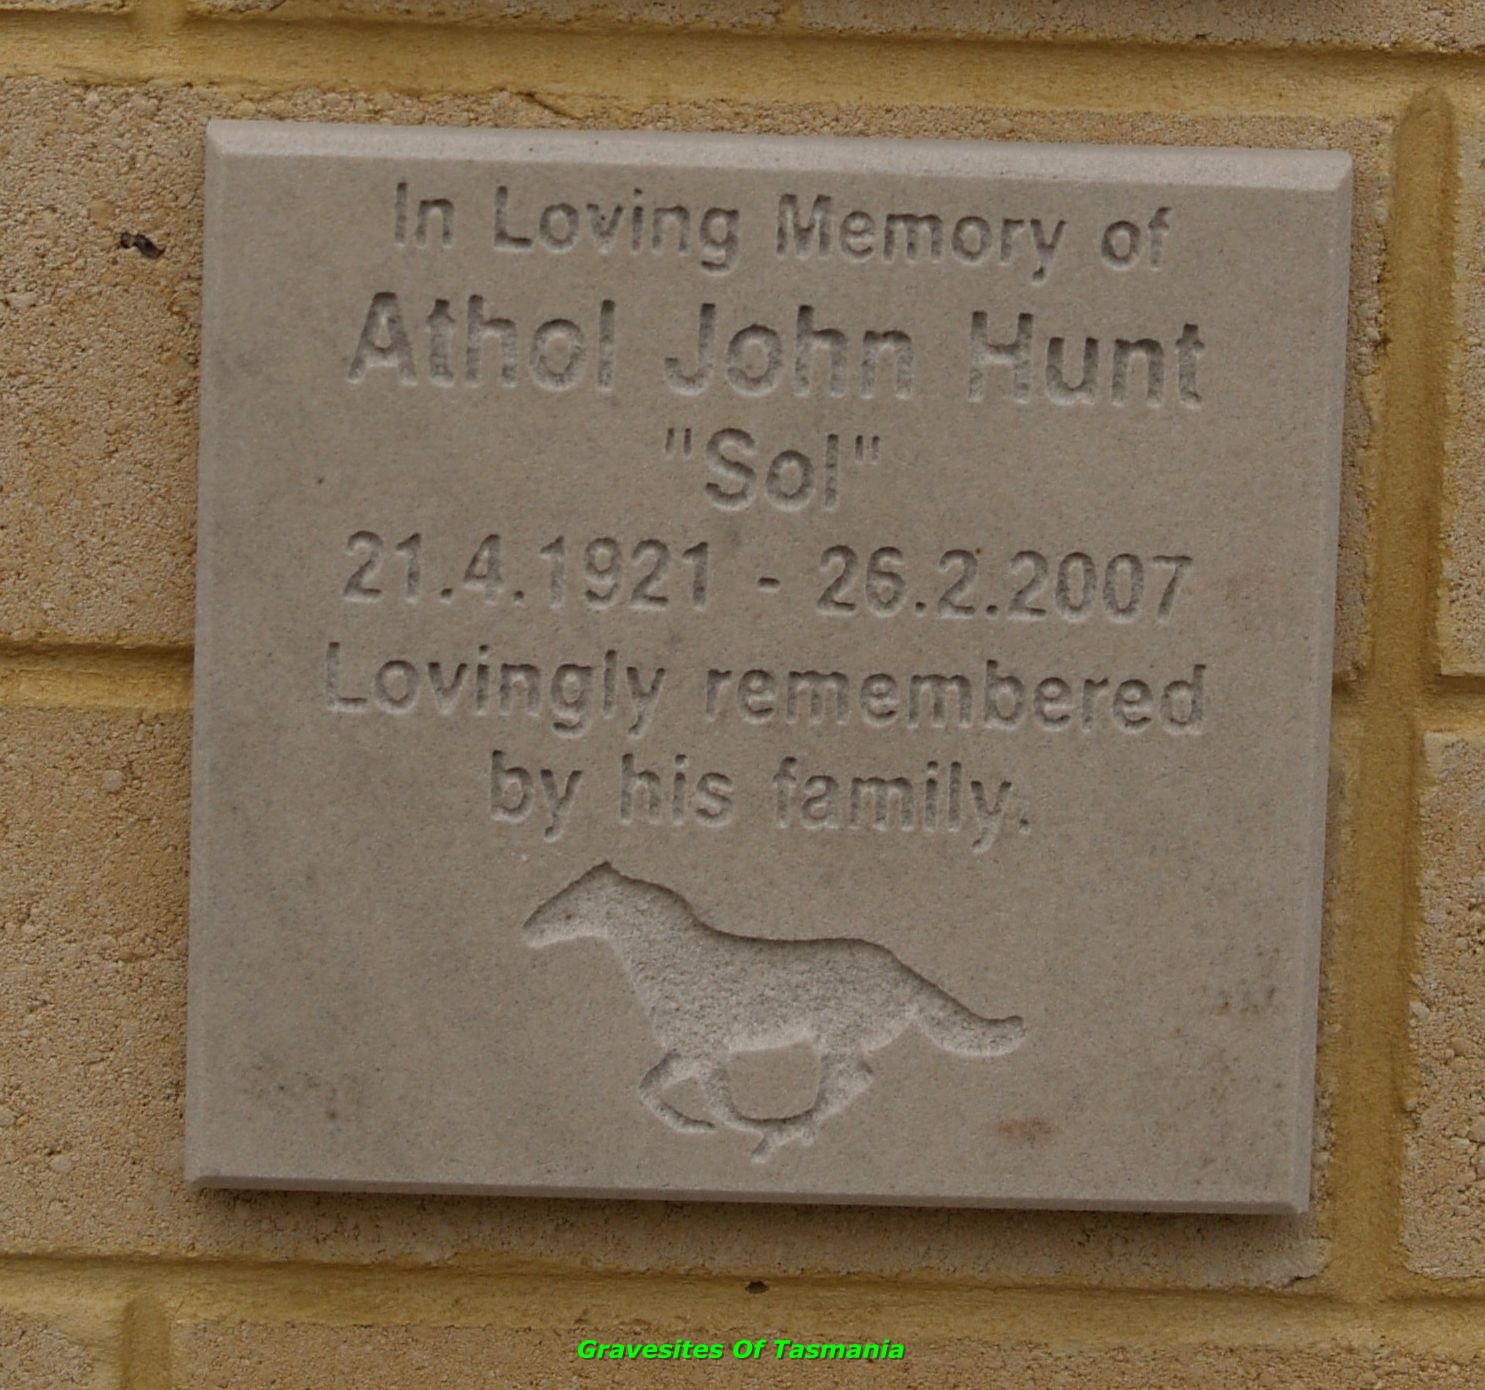 In Loving Memory of
Athol John Hunt
"Sol"
21.4.1921 - 26.2.2007
Lovingly remembered
by his family.
Gravesites Of Tasmania